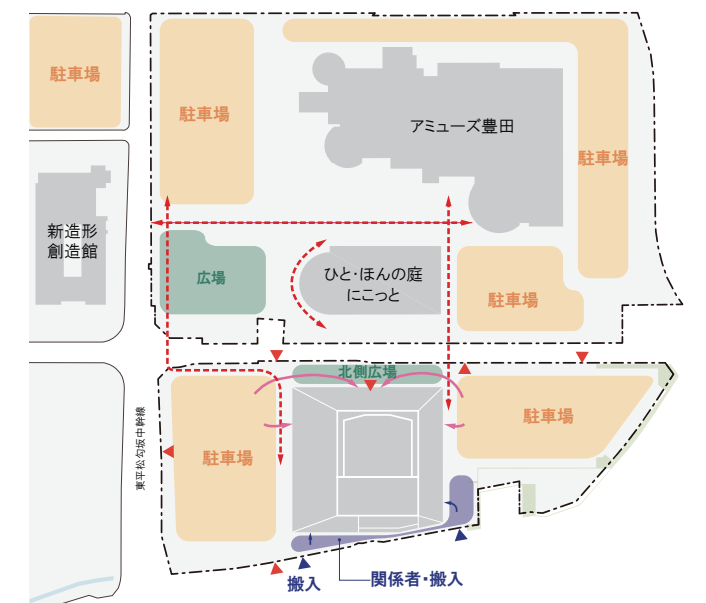 駐車場
駐車場
アミューズ豊田
駐車場
新造形
創造館
広場
ひと・ほんの庭
にこっと
駐車場
北側広場
東平松勾坂中幹線
駐車場
駐車場
搬入
関係者・搬入